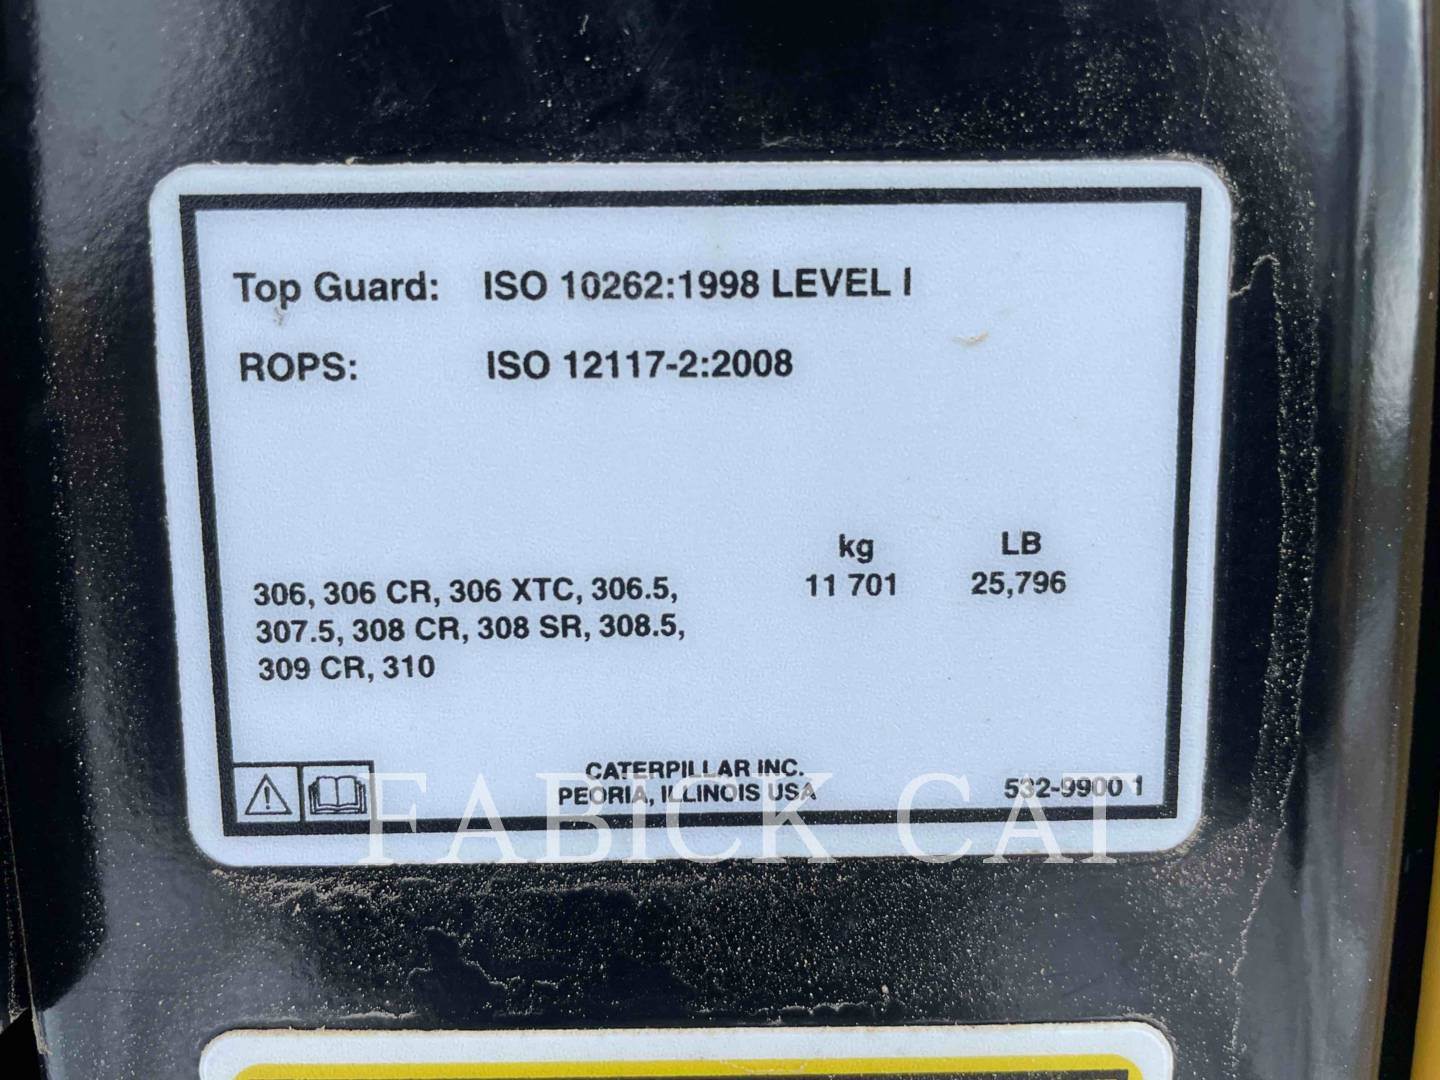 Top Guard: ISO 10262:1998 LEVEL I
ROPS: ISO 12117-2:2008
kg LB
306, 306 CR, 306 XTC, 306.5, 11 701 25,796
307.5, 308 CR, 308 SR, 308.5,
309 CR, 310
CATERPILLAR INC.
PEORIA, ILLINOIS USA
532-9900 1
FABICK CAT